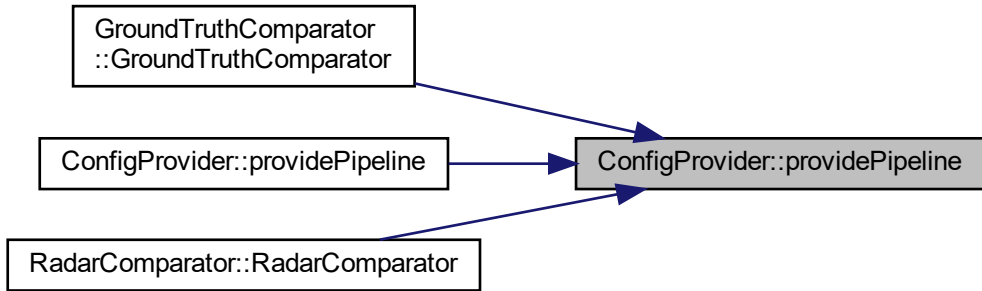 GroundTruthComparator
::GroundTruthComparator
ConfigProvider::providePipeline
ConfigProvider::providePipeline
RadarComparator::RadarComparator